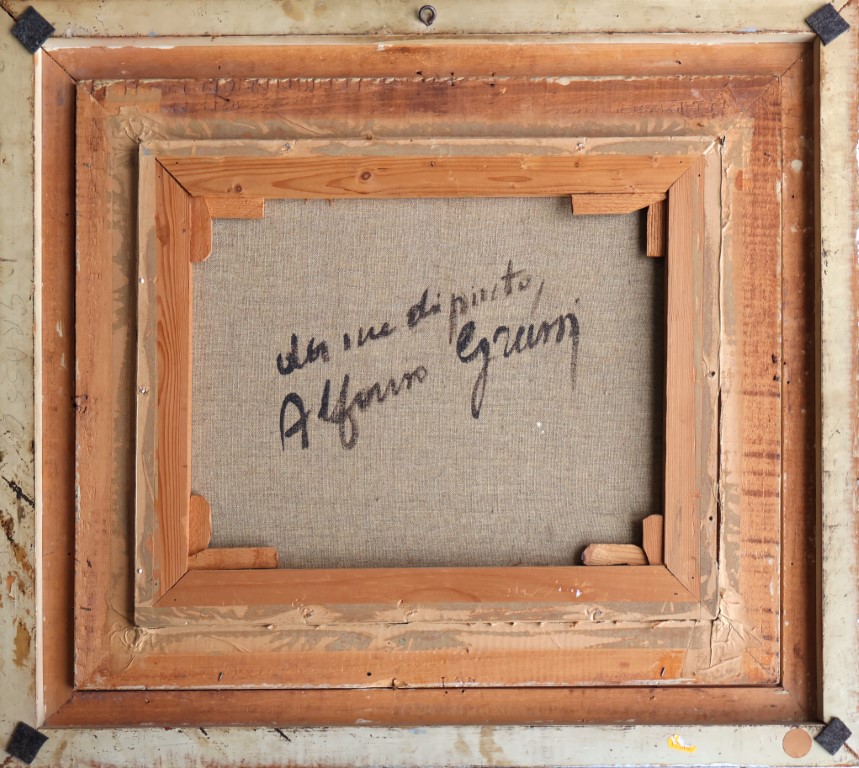 da me dipinto,
Alfonso Grassi